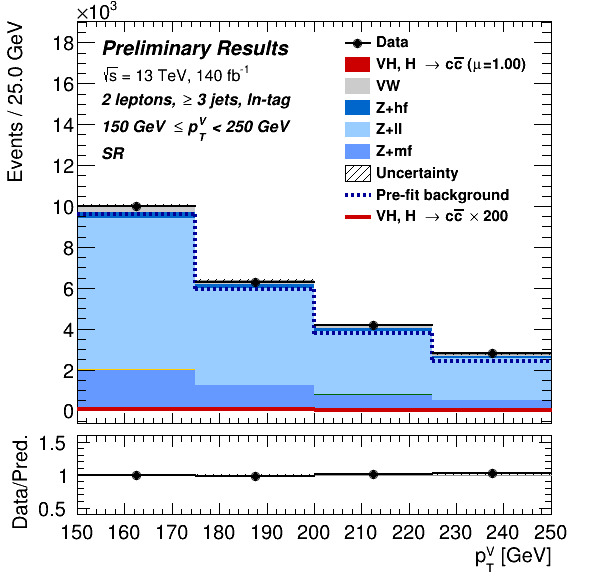 ×10³
Events / 25.0 GeV
18
16
14
12
10
8
6
4
2
0
Preliminary Results
√s = 13 TeV, 140 fb⁻¹
2 leptons, ≥ 3 jets, ln-tag
150 GeV ≤ p_T^V < 250 GeV
SR
Data
VH, H → cc̅ (μ=1.00)
VW
Z+hf
Z+ll
Z+mf
Uncertainty
Pre-fit background
VH, H → cc̅ × 200
Data/Pred.
1.5
1
0.5
150 160 170 180 190 200 210 220 230 240 250
p_T^V [GeV]